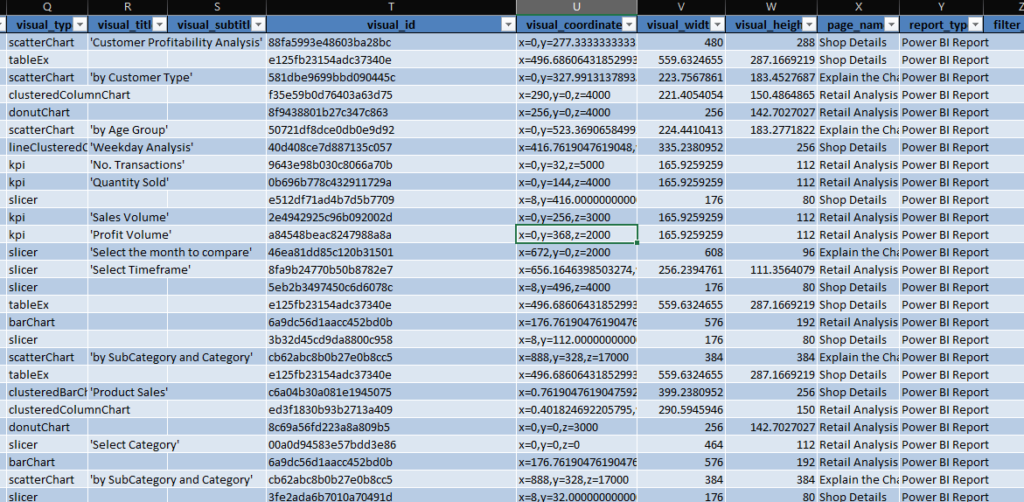 Q R S T U V W X Y Z
visual_typ visual_titl visual_subtitl visual_id visual_coordinate visual_widt visual_heigh page_nam report_typ filter_
scatterChart 'Customer Profitability Analysis' 88fa5993e48603ba28bc x=0,y=277.3333333333 480 288 Shop Details Power BI Report
tableEx e125fb23154adc37340e x=496.68606431852993 559.6324655 287.1669219 Shop Details Power BI Report
scatterChart 'by Customer Type' 581dbe9699bbd090445c x=0,y=327.9913137893 223.7567861 183.4527687 Explain the Cha Power BI Report
clusteredColumnChart f35e59b0d76403a63d75 x=290,y=0,z=4000 221.4054054 150.4864865 Retail Analysis Power BI Report
donutChart 8f9438801b27c347c863 x=256,y=0,z=4000 256 142.7027027 Retail Analysis Power BI Report
scatterChart 'by Age Group' 50721df8dce0db0e9d92 x=0,y=523.3690658499 224.4410413 183.2771822 Explain the Cha Power BI Report
lineClusteredC 'Weekday Analysis' 40d408ce7d887135c057 x=416.7619047619048, 335.2380952 256 Shop Details Power BI Report
kpi 'No. Transactions' 9643e98b030c8066a70b x=0,y=32,z=5000 165.9259259 112 Retail Analysis Power BI Report
kpi 'Quantity Sold' 0b696b778c432911729a x=0,y=144,z=4000 165.9259259 112 Retail Analysis Power BI Report
slicer e512df71ad4b7d5b7709 x=8,y=416.0000000000 176 80 Shop Details Power BI Report
kpi 'Sales Volume' 2e4942925c96b092002d x=0,y=256,z=3000 165.9259259 112 Retail Analysis Power BI Report
kpi 'Profit Volume' a84548beac8247988a8a x=0,y=368,z=2000 165.9259259 112 Retail Analysis Power BI Report
slicer 'Select the month to compare' 46ea81dd85c120b31501 x=672,y=0,z=2000 608 96 Explain the Cha Power BI Report
slicer 'Select Timeframe' 8fa9b24770b50b8782e7 x=656.1646398503274, 256.2394761 111.3564079 Retail Analysis Power BI Report
slicer 5eb2b3497450c6d6078c x=8,y=496,z=4000 176 80 Shop Details Power BI Report
tableEx e125fb23154adc37340e x=496.68606431852993 559.6324655 287.1669219 Shop Details Power BI Report
barChart 6a9dc56d1aacc452bd0b x=176.76190476190476 576 192 Retail Analysis Power BI Report
slicer 3b32d45cd9da8800c958 x=8,y=112.0000000000 176 80 Shop Details Power BI Report
scatterChart 'by SubCategory and Category' cb62abc8b0b27e0b8cc5 x=888,y=328,z=17000 384 384 Explain the Cha Power BI Report
tableEx e125fb23154adc37340e x=496.68606431852993 559.6324655 287.1669219 Shop Details Power BI Report
clusteredBarCh 'Product Sales' c6a04b30a081e1945075 x=0.7619047619047592 399.2380952 256 Shop Details Power BI Report
clusteredColumnChart ed3f1830b93b2713a409 x=0.401824692205795, 290.5945946 150 Retail Analysis Power BI Report
donutChart 8c69a56fd223a8a809b5 x=0,y=0,z=3000 256 142.7027027 Retail Analysis Power BI Report
slicer 'Select Category' 00a0d94583e57bdd3e86 x=0,y=0,z=0 464 112 Retail Analysis Power BI Report
barChart 6a9dc56d1aacc452bd0b x=176.76190476190476 576 192 Retail Analysis Power BI Report
scatterChart 'by SubCategory and Category' cb62abc8b0b27e0b8cc5 x=888,y=328,z=17000 384 384 Explain the Cha Power BI Report
slicer 3fe2ada6b7010a70491d x=8,y=32.00000000000 176 80 Shop Details Power BI Report